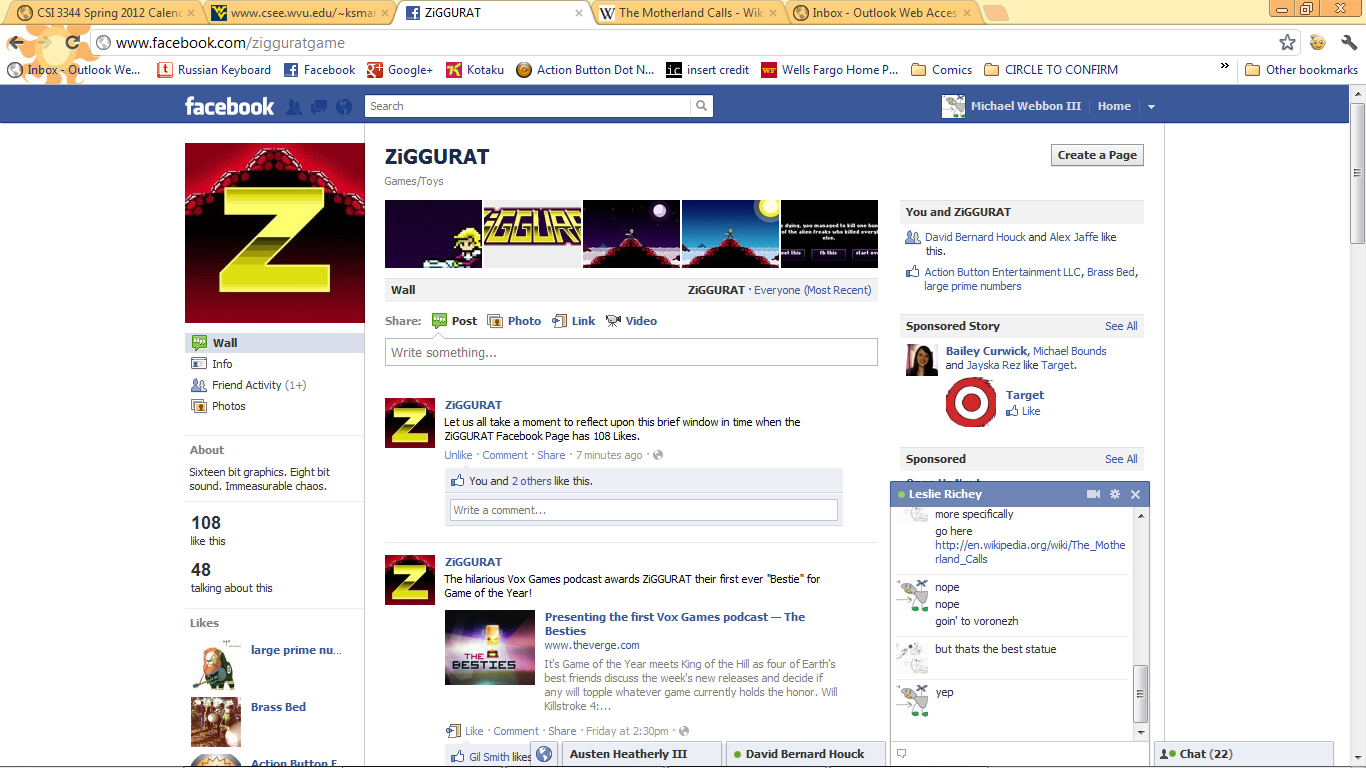 CSI 3344 Spring 2012 Calenc
www.csee.wvu.edu/~ksmar
ZiGGURAT
The Motherland Calls - Wik
Inbox - Outlook Web Acces
www.facebook.com/zigguratgame
Inbox - Outlook We...
Russian Keyboard
Facebook
Google+
Kotaku
Action Button Dot N...
insert credit
Wells Fargo Home P...
Comics
CIRCLE TO CONFIRM
Other bookmarks
facebook
Search
Michael Webbon III
Home
ZiGGURAT
Games/Toys
Create a Page
Wall
ZiGGURAT · Everyone (Most Recent)
Share: Post Photo Link Video
Write something...
Wall
Info
Friend Activity (1+)
Photos
About
Sixteen bit graphics. Eight bit
sound. Immeasurable chaos.
108
like this
48
talking about this
Likes
large prime nu...
Brass Bed
ZiGGURAT
Let us all take a moment to reflect upon this brief window in time when the
ZiGGURAT Facebook Page has 108 Likes.
Unlike · Comment · Share · 7 minutes ago ·
You and 2 others like this.
Write a comment...
ZiGGURAT
The hilarious Vox Games podcast awards ZiGGURAT their first ever "Bestie" for
Game of the Year!
THE
BESTIES
Presenting the first Vox Games podcast — The
Besties
www.theverge.com
It's Game of the Year meets King of the Hill as four of Earth's
best friends discuss the week's new releases and decide if
any will topple whatever game currently holds the honor. Will
Killstroke 4:...
Like · Comment · Share · Friday at 2:30pm ·
Gil Smith likes
You and ZiGGURAT
David Bernard Houck and Alex Jaffe like
this.
Action Button Entertainment LLC, Brass Bed,
large prime numbers
Sponsored Story
See All
Bailey Curwick, Michael Bounds
and Jayska Rez like Target.
Target
Like
Sponsored
See All
Leslie Richey
more specifically
go here
http://en.wikipedia.org/wiki/The_Mothe
rland_Calls
nope
nope
goin' to voronezh
but thats the best statue
yep
Austen Heatherly III
David Bernard Houck
Chat (22)